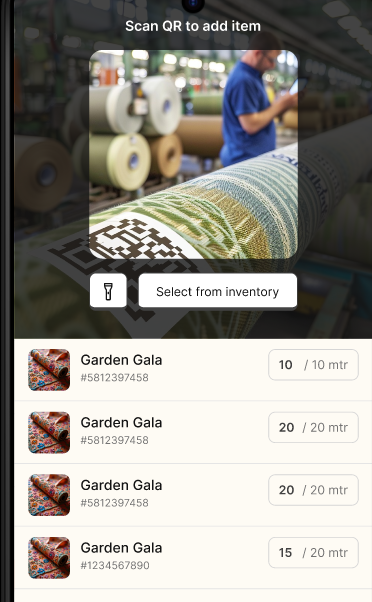 Scan QR to add item
Select from inventory
Garden Gala
10 / 10 mtr
#5812397458
Garden Gala
20 / 20 mtr
#5812397458
Garden Gala
20 / 20 mtr
#5812397458
Garden Gala
15 / 20 mtr
#1234567890